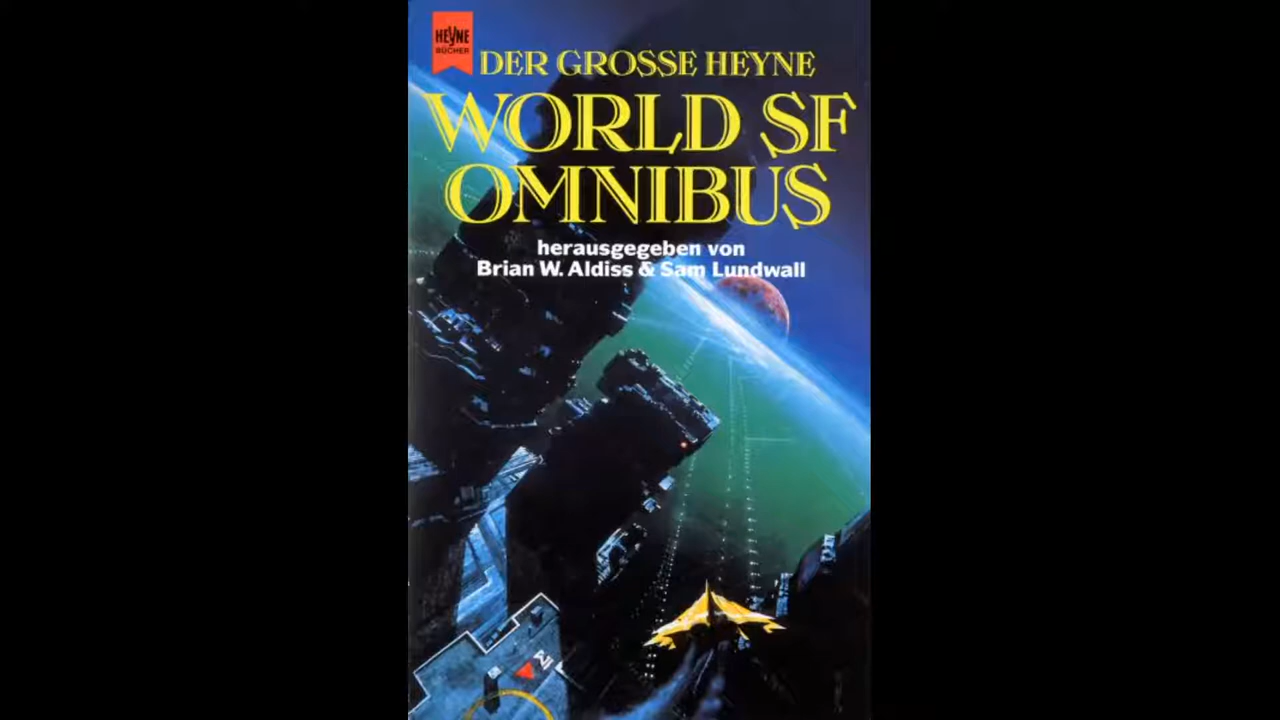 HEYNE
BÜCHER
DER GROSSE HEYNE
WORLD SF
OMNIBUS
herausgegeben von
Brian W. Aldiss & Sam Lundwall